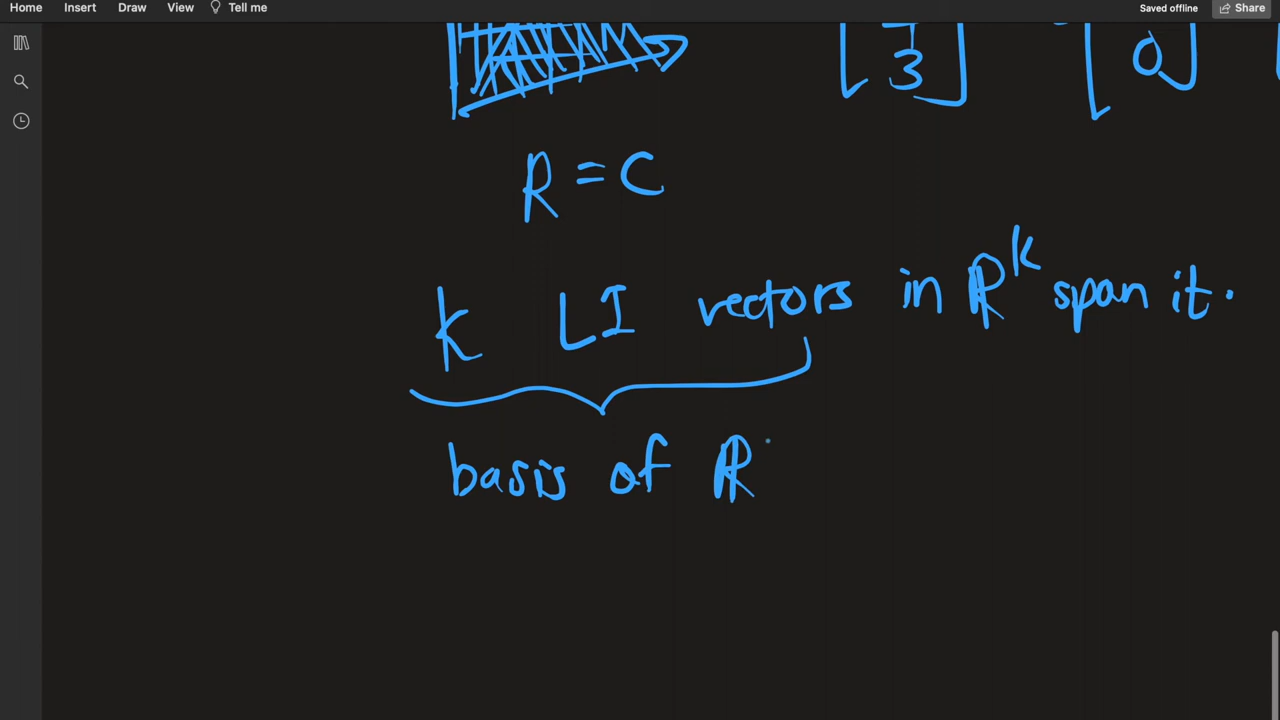 Home Insert Draw View Tell me
Saved offline Share
3 0
R = C
k LI vectors in ℝ^k span it.
basis of ℝ